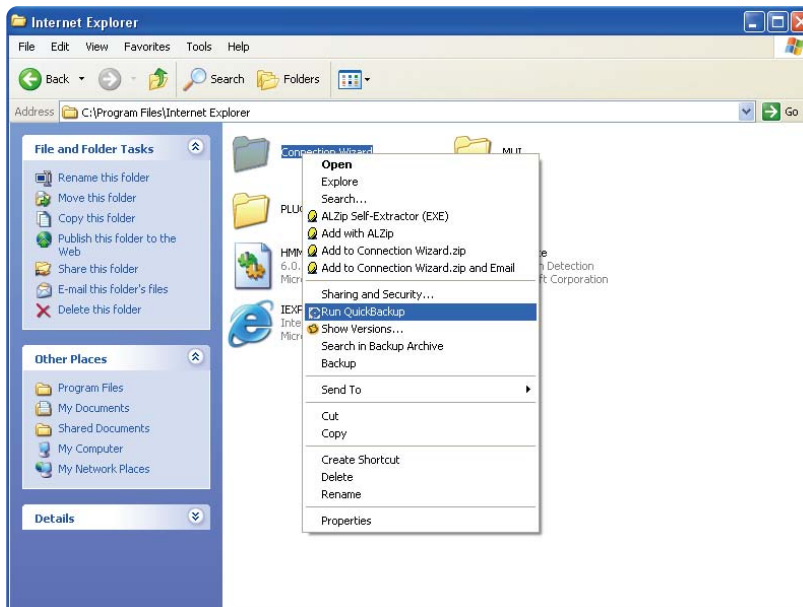 Internet Explorer
File Edit View Favorites Tools Help
Back Search Folders
Address C:\Program Files\Internet Explorer Go
File and Folder Tasks
Rename this folder
Move this folder
Copy this folder
Publish this folder to the
Web
Share this folder
E-mail this folder's files
Delete this folder
Other Places
Program Files
My Documents
Shared Documents
My Computer
My Network Places
Details
Connection Wizard
MUI
PLUG
HMM
6.0.
Micr
IEXP
Inte
Micr
n Detection
ft Corporation
Open
Explore
Search...
ALZip Self-Extractor (EXE)
Add with ALZip
Add to Connection Wizard.zip
Add to Connection Wizard.zip and Email
Sharing and Security...
Run QuickBackup
Show Versions...
Search in Backup Archive
Backup
Send To
Cut
Copy
Create Shortcut
Delete
Rename
Properties